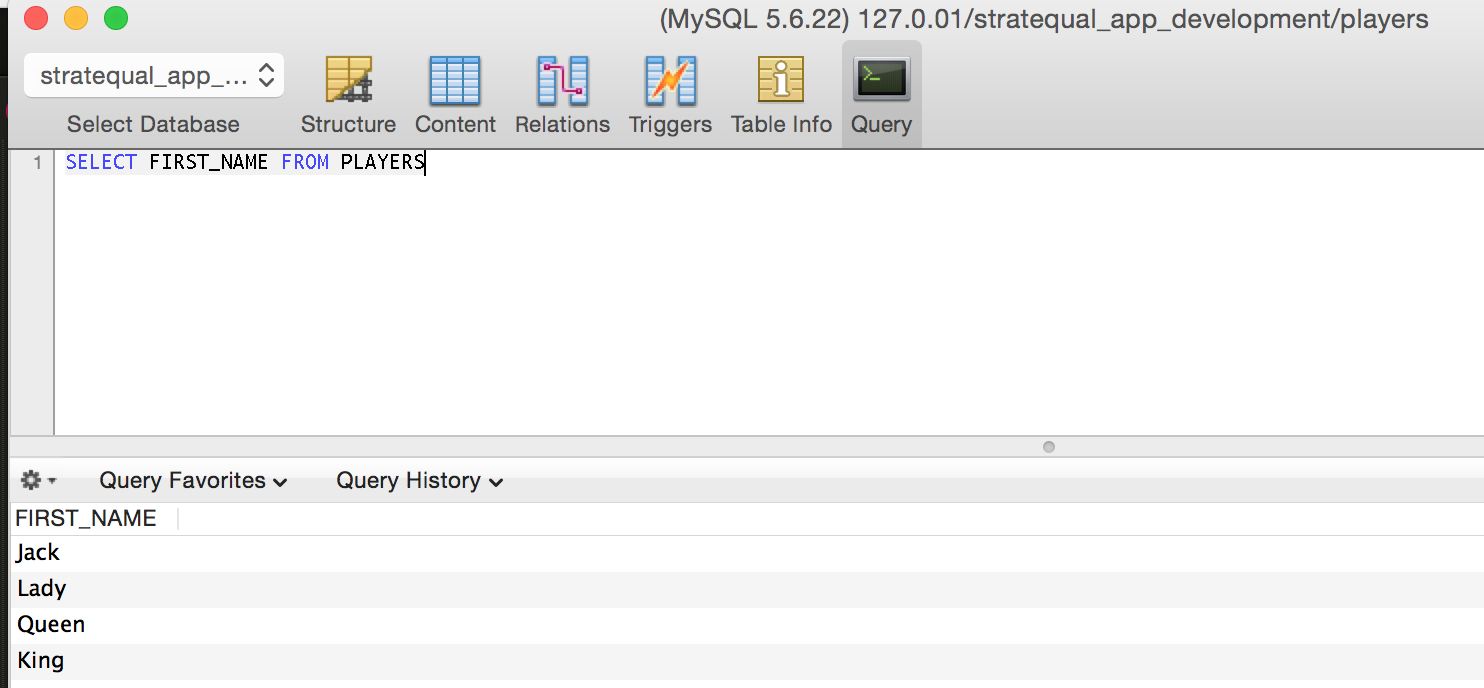 (MySQL 5.6.22) 127.0.01/stratequal_app_development/players
stratequal_app_...
Select Database Structure Content Relations Triggers Table Info Query
1 SELECT FIRST_NAME FROM PLAYERS
Query Favorites Query History
FIRST_NAME
Jack
Lady
Queen
King